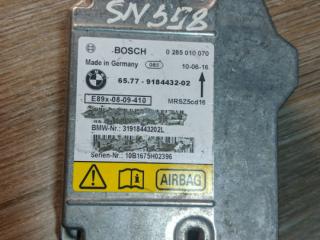 SN558
BOSCH 0 285 010 070
Made in Germany 083 10-06-16
65.77 - 9184432-02
E89x-08-09-410 MRSZ5cd16
BMW-Nr.: 31918443202L
Serien-Nr.: 10B1675H02396
AIRBAG